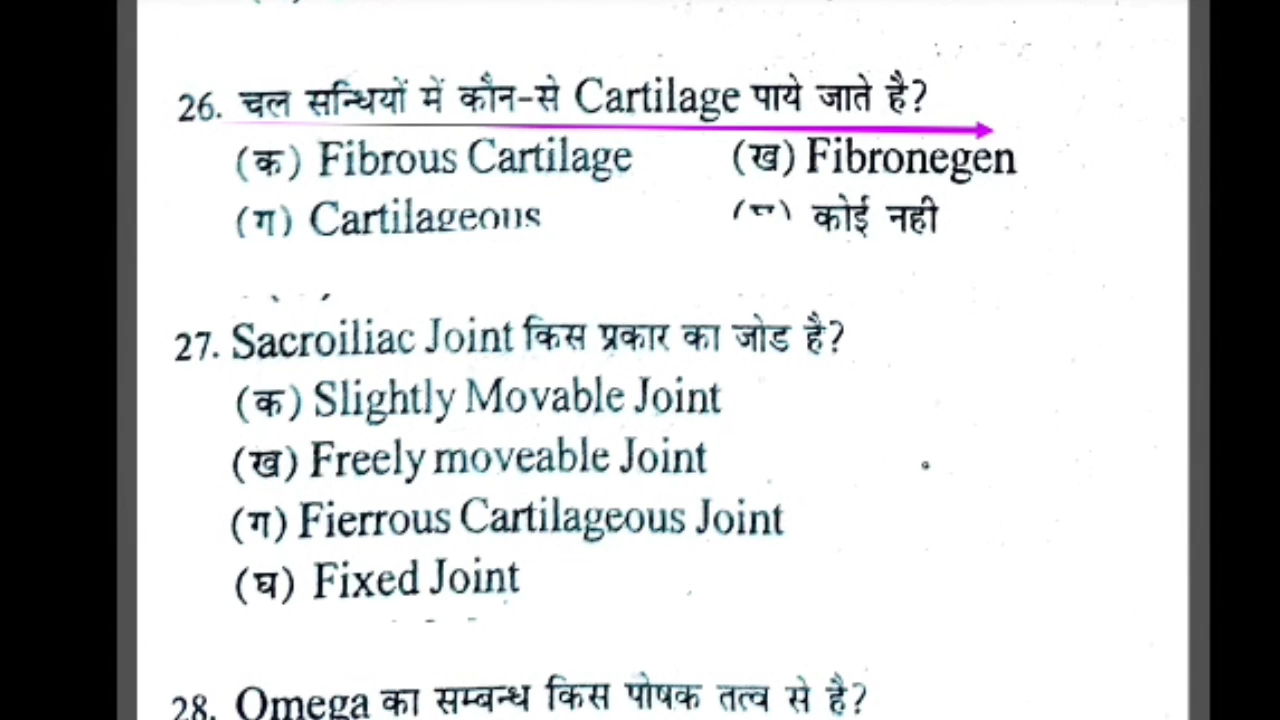 26. चल सन्धियों में कौन-से Cartilage पाये जाते है?
(क) Fibrous Cartilage (ख) Fibronegen
(ग) Cartilageous कोई नही
27. Sacroiliac Joint किस प्रकार का जोड है?
(क) Slightly Movable Joint
(ख) Freely moveable Joint
(ग) Fierrous Cartilageous Joint
(घ) Fixed Joint
28. Omega का सम्बन्ध किस पोषक तत्व से है?